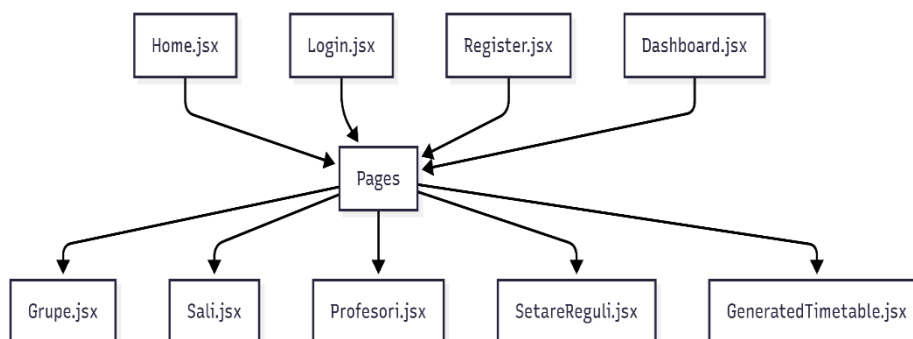 Home.jsx
Login.jsx
Register.jsx
Dashboard.jsx
Pages
Grupe.jsx
Sali.jsx
Profesori.jsx
SetareReguli.jsx
GeneratedTimetable.jsx